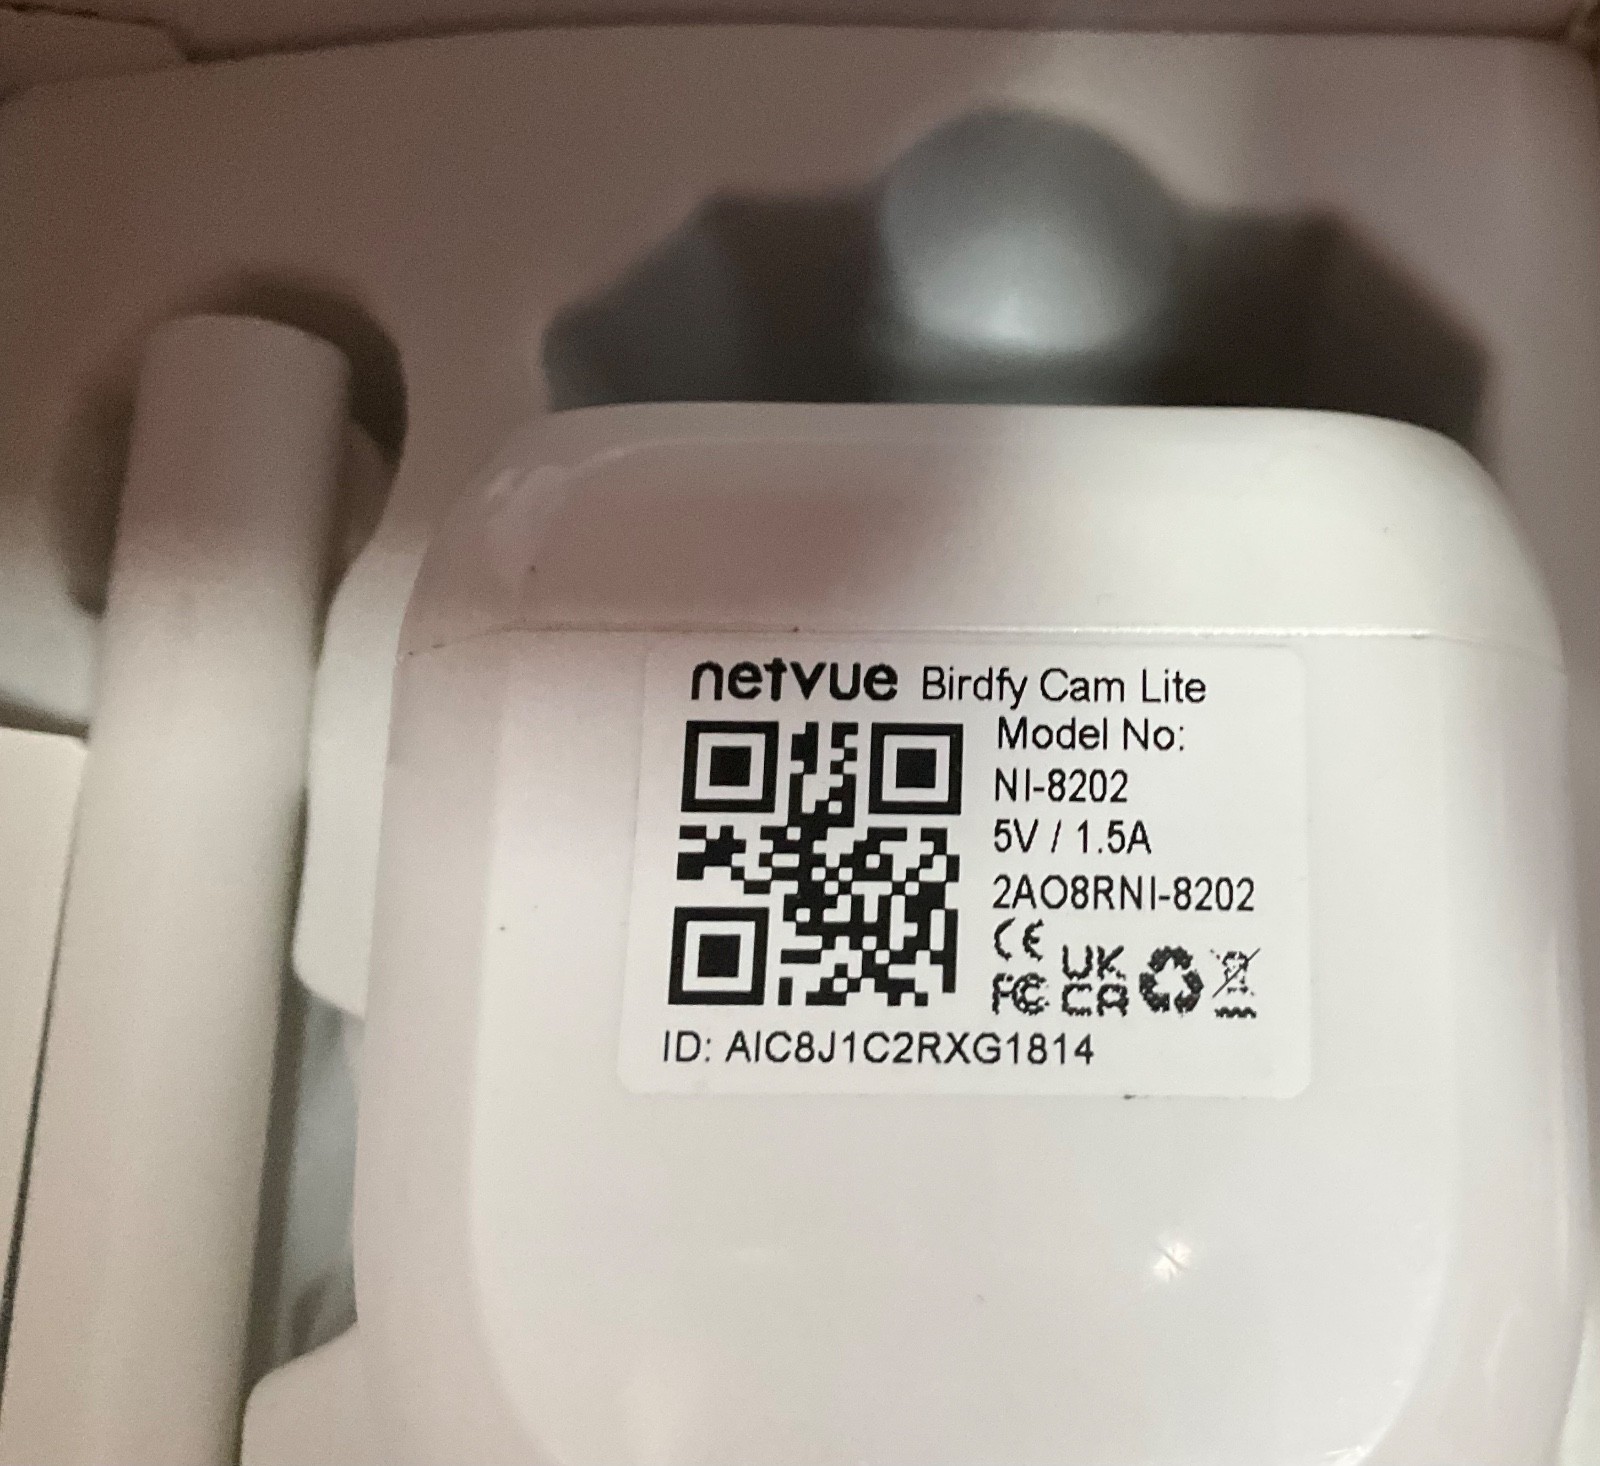 netvue Birdfy Cam Lite
Model No:
NI-8202
5V / 1.5A
2AO8RNI-8202
CE
FC
UK
CA
ID: AIC8J1C2RXG1814